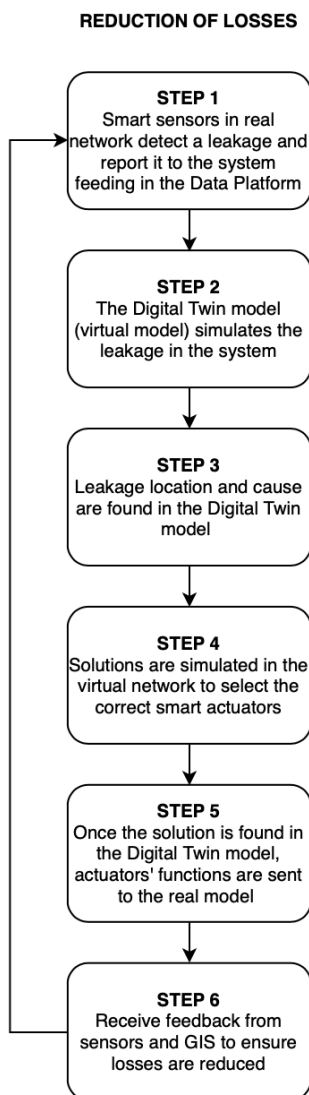 REDUCTION OF LOSSES
STEP 1
Smart sensors in real
network detect a leakage and
report it to the system
feeding in the Data Platform
STEP 2
The Digital Twin model
(virtual model) simulates the
leakage in the system
STEP 3
Leakage location and cause
are found in the Digital Twin
model
STEP 4
Solutions are simulated in the
virtual network to select the
correct smart actuators
STEP 5
Once the solution is found in
the Digital Twin model,
actuators' functions are sent
to the real model
STEP 6
Receive feedback from
sensors and GIS to ensure
losses are reduced